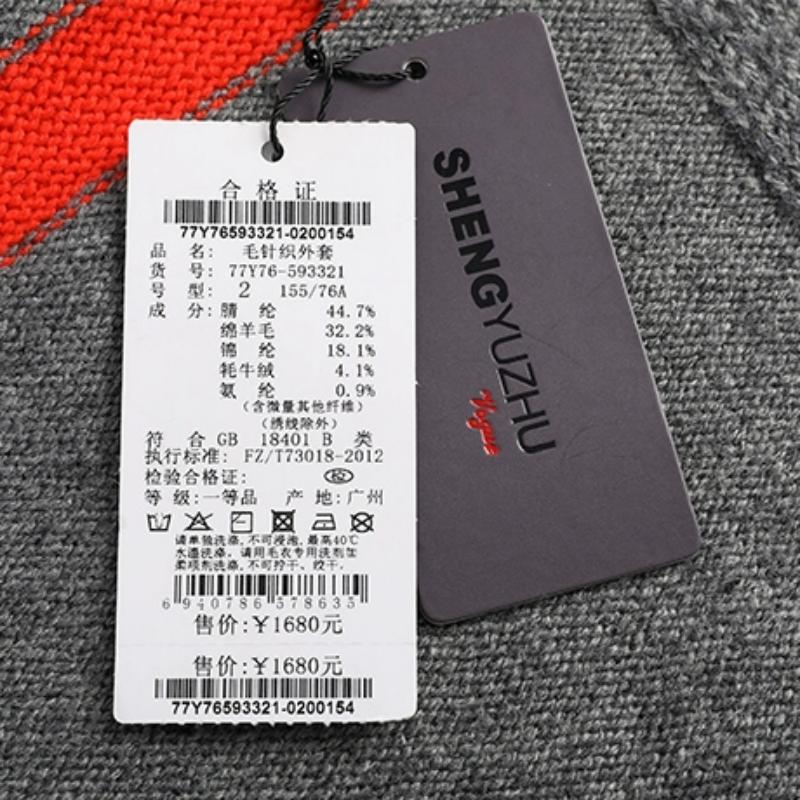 合格证
77Y76593321-0200154
品 名: 毛针织外套
货 号: 77Y76-593321
号 型: 2 155/76A
成 分: 腈 纶 44.7%
绵羊毛 32.2%
锦 纶 18.1%
牦牛绒 4.1%
氨 纶 0.9%
(含微量其他纤维)
(绣线除外)
符 合 GB 18401 B 类
执行标准: FZ/T73018-2012
检验合格证: 检
等 级:一等品 产 地:广州
请单独洗涤,不可浸泡,最高40℃
水温洗涤。请用毛衣专用洗剂加
柔顺剂洗涤,不可拧干、绞干。
6940786578635
售价:¥1680元
售价:¥1680元
77Y76593321-0200154
SHENGYUZHU
Vogue